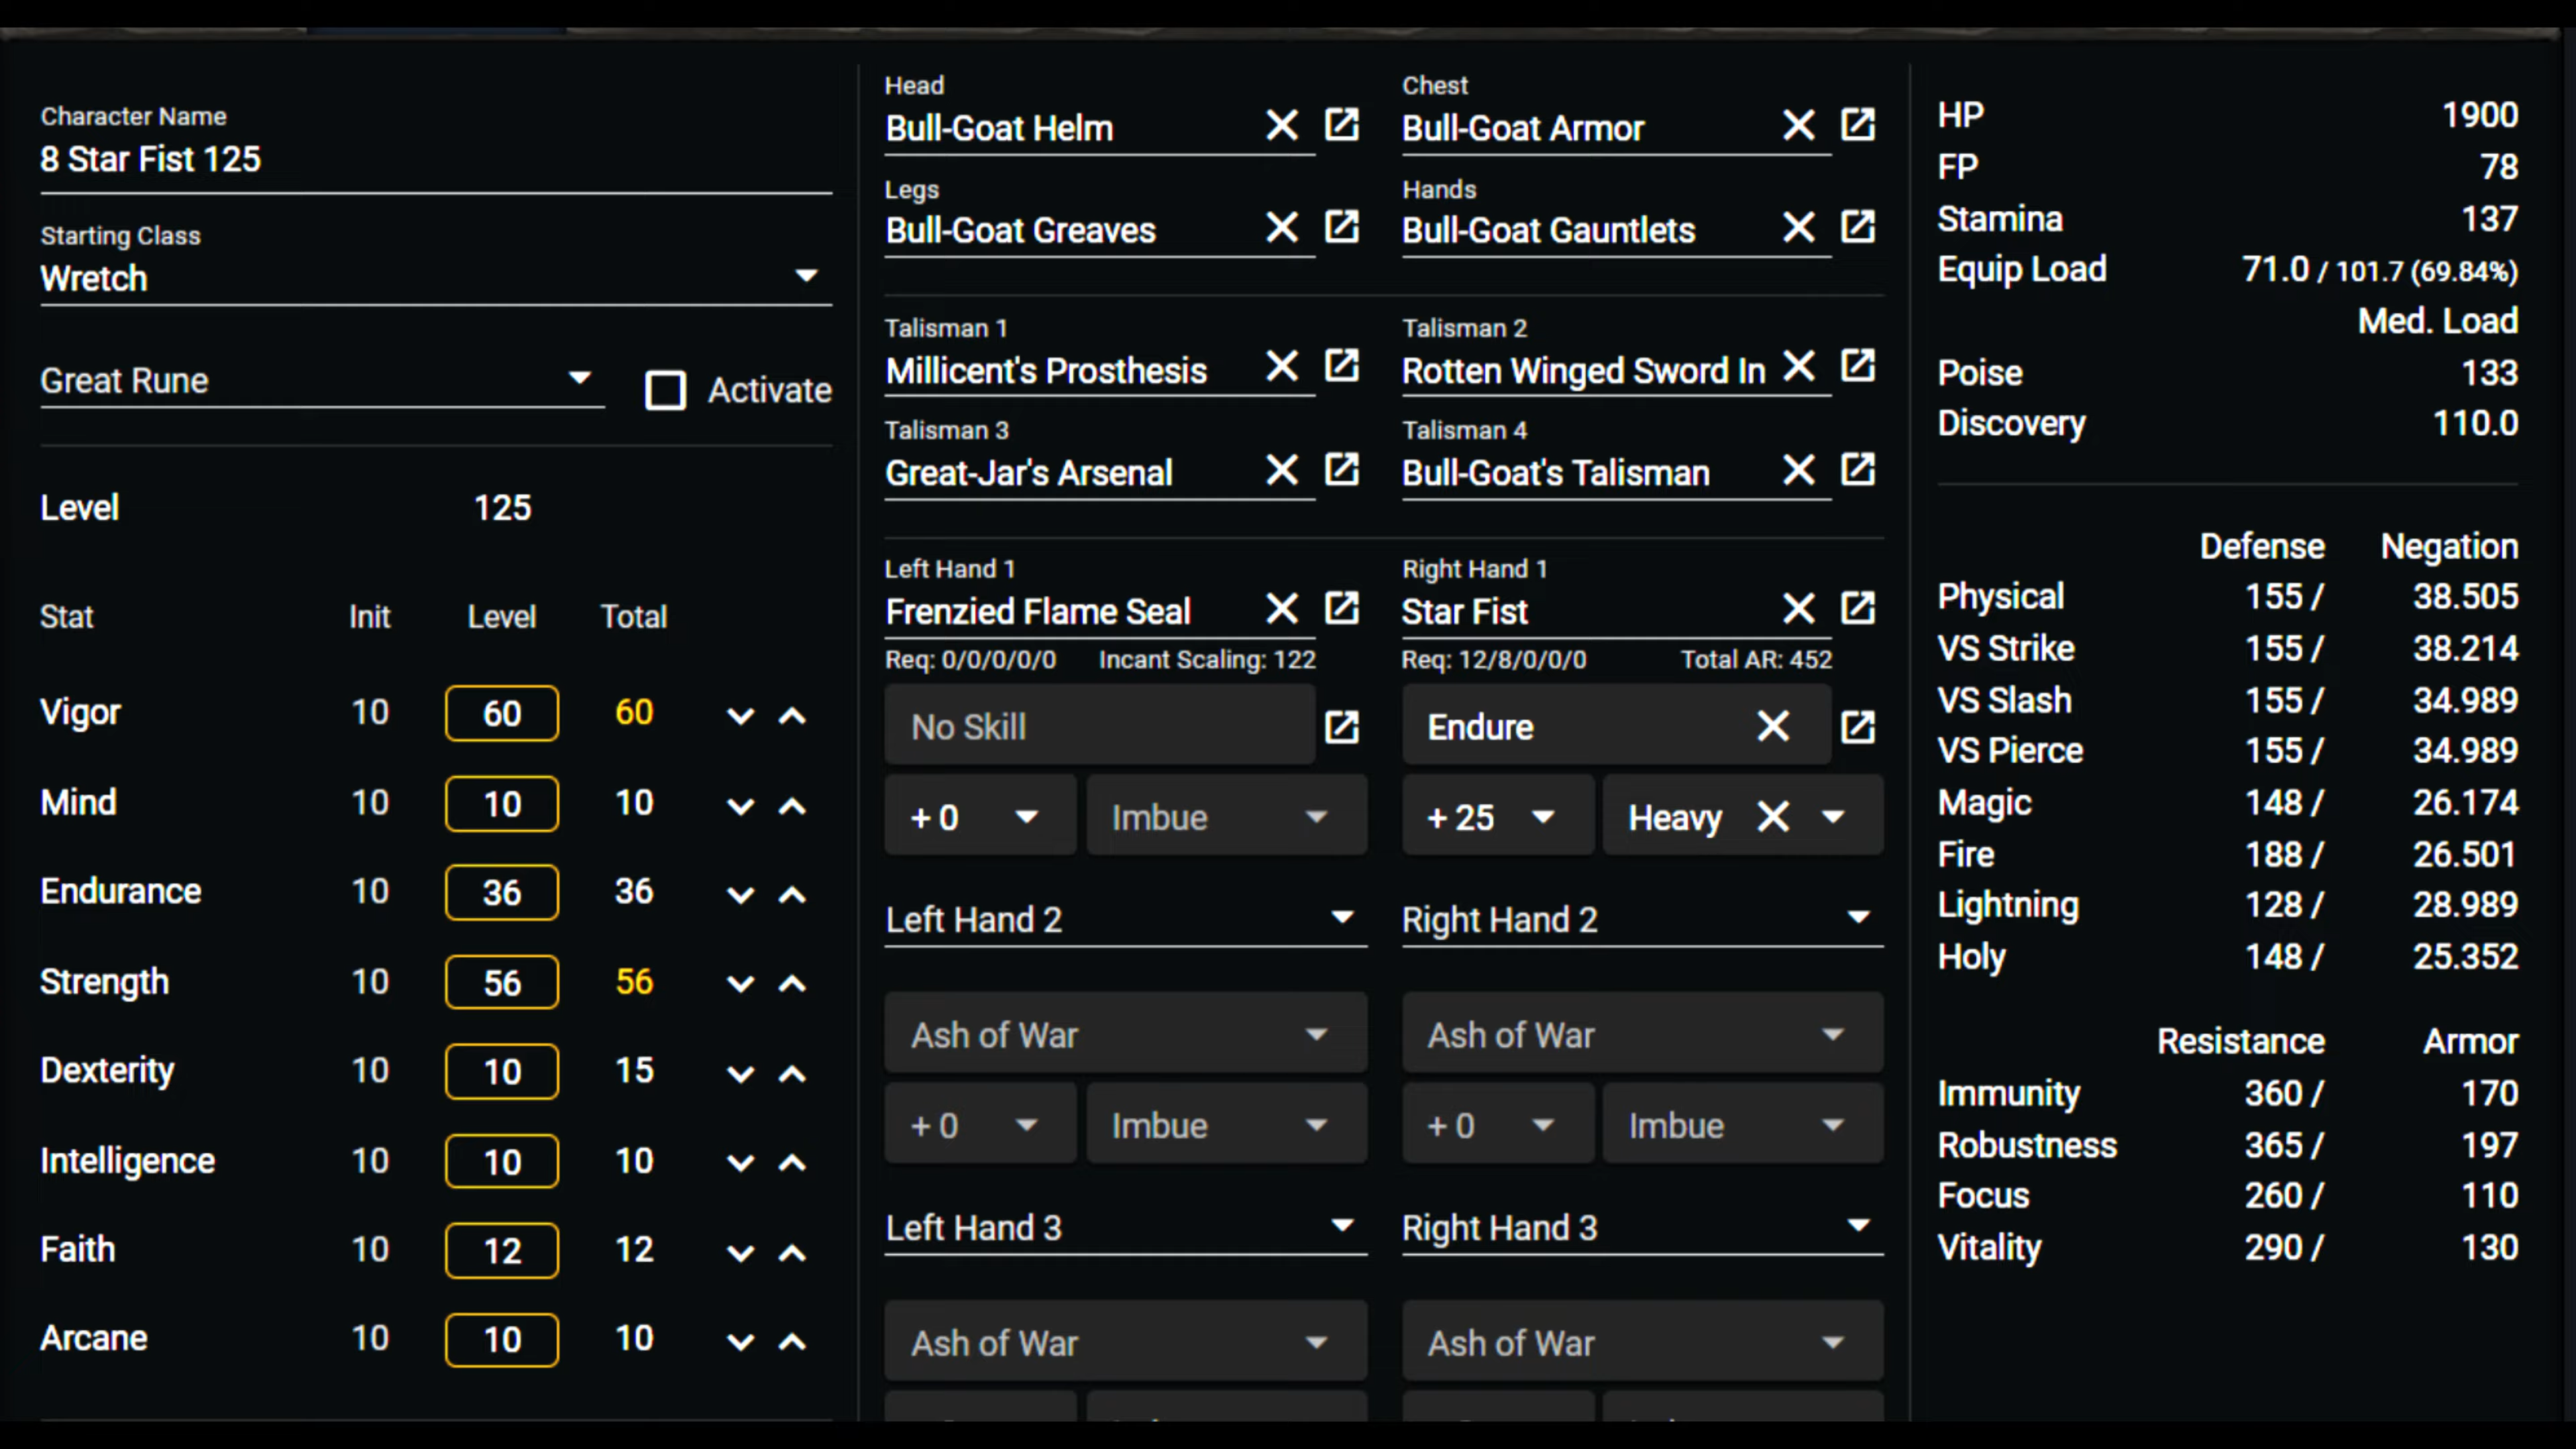 Character Name
8 Star Fist 125
Starting Class
Wretch
Great Rune
Activate
Level 125
Stat Init Level Total
Vigor 10 60 60
Mind 10 10 10
Endurance 10 36 36
Strength 10 56 56
Dexterity 10 10 15
Intelligence 10 10 10
Faith 10 12 12
Arcane 10 10 10
Head
Bull-Goat Helm
Chest
Bull-Goat Armor
Legs
Bull-Goat Greaves
Hands
Bull-Goat Gauntlets
Talisman 1
Millicent's Prosthesis
Talisman 2
Rotten Winged Sword In
Talisman 3
Great-Jar's Arsenal
Talisman 4
Bull-Goat's Talisman
Left Hand 1
Frenzied Flame Seal
Req: 0/0/0/0/0 Incant Scaling: 122
No Skill
+ 0 Imbue
Right Hand 1
Star Fist
Req: 12/8/0/0/0 Total AR: 452
Endure
+ 25 Heavy
Left Hand 2
Ash of War
+ 0 Imbue
Right Hand 2
Ash of War
+ 0 Imbue
Left Hand 3
Ash of War
Right Hand 3
Ash of War
HP 1900
FP 78
Stamina 137
Equip Load 71.0 / 101.7 (69.84%)
Med. Load
Poise 133
Discovery 110.0
Defense Negation
Physical 155 / 38.505
VS Strike 155 / 38.214
VS Slash 155 / 34.989
VS Pierce 155 / 34.989
Magic 148 / 26.174
Fire 188 / 26.501
Lightning 128 / 28.989
Holy 148 / 25.352
Resistance Armor
Immunity 360 / 170
Robustness 365 / 197
Focus 260 / 110
Vitality 290 / 130